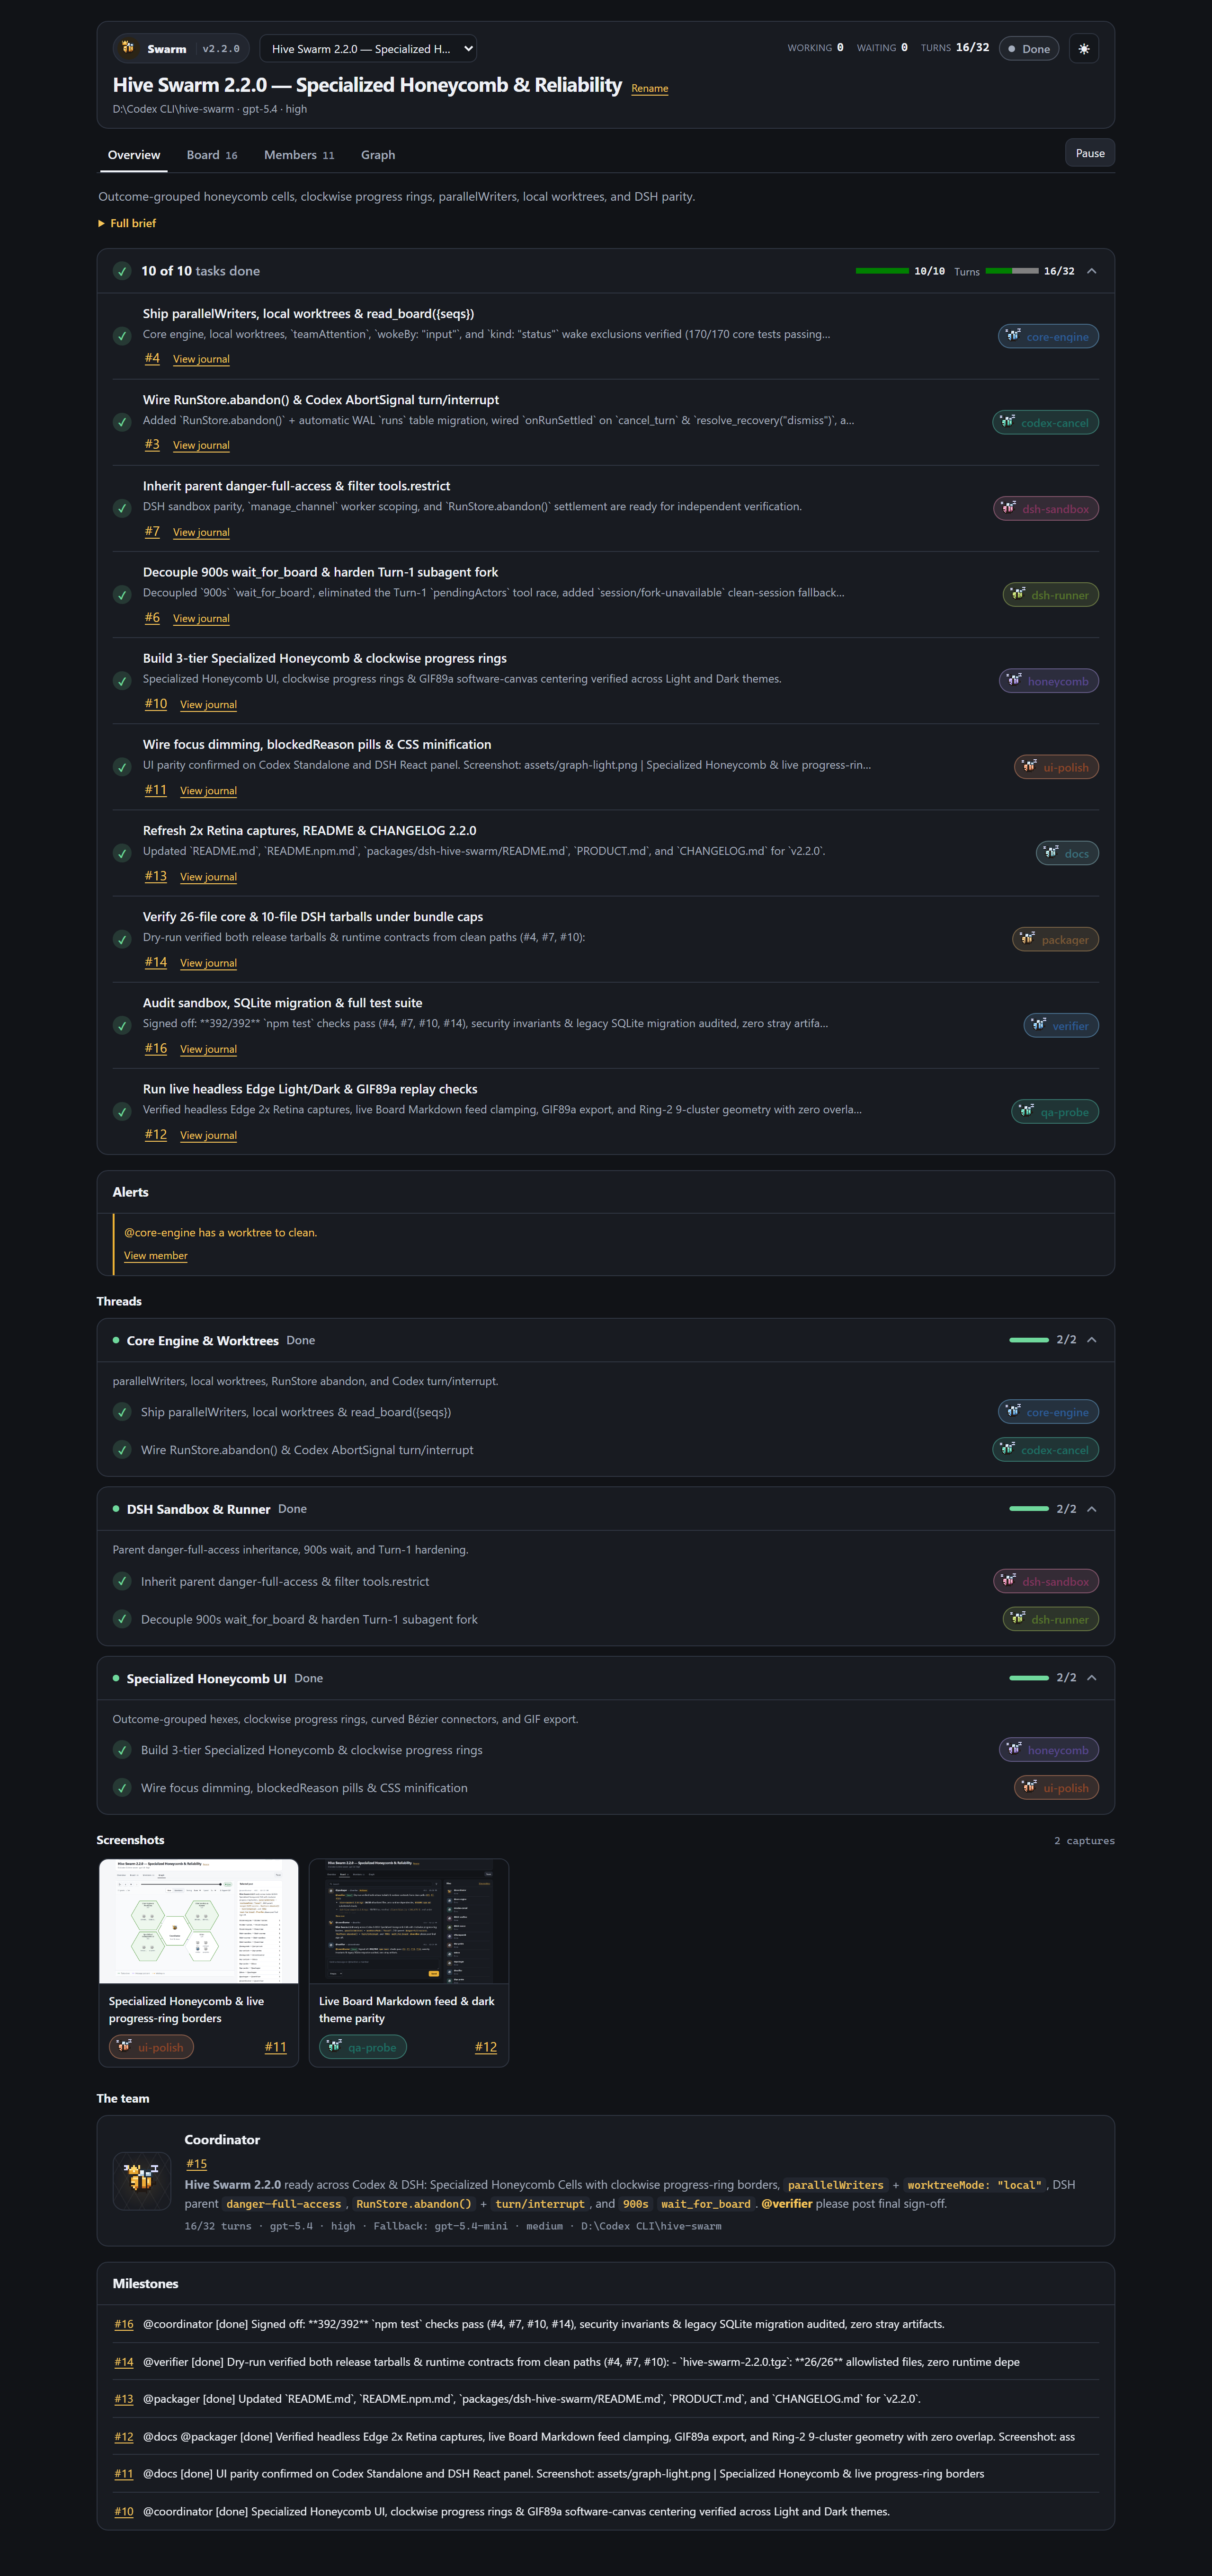 Swarm v2.2.0
Hive Swarm 2.2.0 — Specialized H...
WORKING 0 WAITING 0 TURNS 16/32
Done
Hive Swarm 2.2.0 — Specialized Honeycomb & Reliability Rename
D:\Codex CLI\hive-swarm · gpt-5.4 · high
Overview Board 16 Members 11 Graph
Pause
Outcome-grouped honeycomb cells, clockwise progress rings, parallelWriters, local worktrees, and DSH parity.
Full brief
10 of 10 tasks done 10/10 Turns 16/32
Ship parallelWriters, local worktrees & read_board({seqs})
Core engine, local worktrees, `teamAttention`, `wokeBy: "input"`, and `kind: "status"` wake exclusions verified (170/170 core tests passing...
core-engine
#4 View journal
Wire RunStore.abandon() & Codex AbortSignal turn/interrupt
Added `RunStore.abandon()` + automatic WAL `runs` table migration, wired `onRunSettled` on `cancel_turn` & `resolve_recovery("dismiss")`, a...
codex-cancel
#3 View journal
Inherit parent danger-full-access & filter tools.restrict
DSH sandbox parity, `manage_channel` worker scoping, and `RunStore.abandon()` settlement are ready for independent verification.
dsh-sandbox
#7 View journal
Decouple 900s wait_for_board & harden Turn-1 subagent fork
Decoupled `900s` `wait_for_board`, eliminated the Turn-1 `pendingActors` tool race, added `session/fork-unavailable` clean-session fallback...
dsh-runner
#6 View journal
Build 3-tier Specialized Honeycomb & clockwise progress rings
Specialized Honeycomb UI, clockwise progress rings & GIF89a software-canvas centering verified across Light and Dark themes.
honeycomb
#10 View journal
Wire focus dimming, blockedReason pills & CSS minification
UI parity confirmed on Codex Standalone and DSH React panel. Screenshot: assets/graph-light.png | Specialized Honeycomb & live progress-rin...
ui-polish
#11 View journal
Refresh 2x Retina captures, README & CHANGELOG 2.2.0
Updated `README.md`, `README.npm.md`, `packages/dsh-hive-swarm/README.md`, `PRODUCT.md`, and `CHANGELOG.md` for `v2.2.0`.
docs
#13 View journal
Verify 26-file core & 10-file DSH tarballs under bundle caps
Dry-run verified both release tarballs & runtime contracts from clean paths (#4, #7, #10):
packager
#14 View journal
Audit sandbox, SQLite migration & full test suite
Signed off: **392/392** `npm test` checks pass (#4, #7, #10, #14), security invariants & legacy SQLite migration audited, zero stray artifa...
verifier
#16 View journal
Run live headless Edge Light/Dark & GIF89a replay checks
Verified headless Edge 2x Retina captures, live Board Markdown feed clamping, GIF89a export, and Ring-2 9-cluster geometry with zero overla...
qa-probe
#12 View journal
Alerts
@core-engine has a worktree to clean.
View member
Threads
Core Engine & Worktrees Done 2/2
parallelWriters, local worktrees, RunStore abandon, and Codex turn/interrupt.
Ship parallelWriters, local worktrees & read_board({seqs}) core-engine
Wire RunStore.abandon() & Codex AbortSignal turn/interrupt codex-cancel
DSH Sandbox & Runner Done 2/2
Parent danger-full-access inheritance, 900s wait, and Turn-1 hardening.
Inherit parent danger-full-access & filter tools.restrict dsh-sandbox
Decouple 900s wait_for_board & harden Turn-1 subagent fork dsh-runner
Specialized Honeycomb UI Done 2/2
Outcome-grouped hexes, clockwise progress rings, curved Bézier connectors, and GIF export.
Build 3-tier Specialized Honeycomb & clockwise progress rings honeycomb
Wire focus dimming, blockedReason pills & CSS minification ui-polish
Screenshots 2 captures
Specialized Honeycomb & live
progress-ring borders
ui-polish #11
Live Board Markdown feed & dark
theme parity
qa-probe #12
The team
Coordinator
#15
Hive Swarm 2.2.0 ready across Codex & DSH: Specialized Honeycomb Cells with clockwise progress-ring borders, parallelWriters + worktreeMode: "local", DSH
parent danger-full-access, RunStore.abandon() + turn/interrupt, and 900s wait_for_board. @verifier please post final sign-off.
16/32 turns · gpt-5.4 · high · Fallback: gpt-5.4-mini · medium · D:\Codex CLI\hive-swarm
Milestones
#16 @coordinator [done] Signed off: **392/392** `npm test` checks pass (#4, #7, #10, #14), security invariants & legacy SQLite migration audited, zero stray artifacts.
#14 @verifier [done] Dry-run verified both release tarballs & runtime contracts from clean paths (#4, #7, #10): - `hive-swarm-2.2.0.tgz`: **26/26** allowlisted files, zero runtime depe
#13 @packager [done] Updated `README.md`, `README.npm.md`, `packages/dsh-hive-swarm/README.md`, `PRODUCT.md`, and `CHANGELOG.md` for `v2.2.0`.
#12 @docs @packager [done] Verified headless Edge 2x Retina captures, live Board Markdown feed clamping, GIF89a export, and Ring-2 9-cluster geometry with zero overlap. Screenshot: ass
#11 @docs [done] UI parity confirmed on Codex Standalone and DSH React panel. Screenshot: assets/graph-light.png | Specialized Honeycomb & live progress-ring borders
#10 @coordinator [done] Specialized Honeycomb UI, clockwise progress rings & GIF89a software-canvas centering verified across Light and Dark themes.